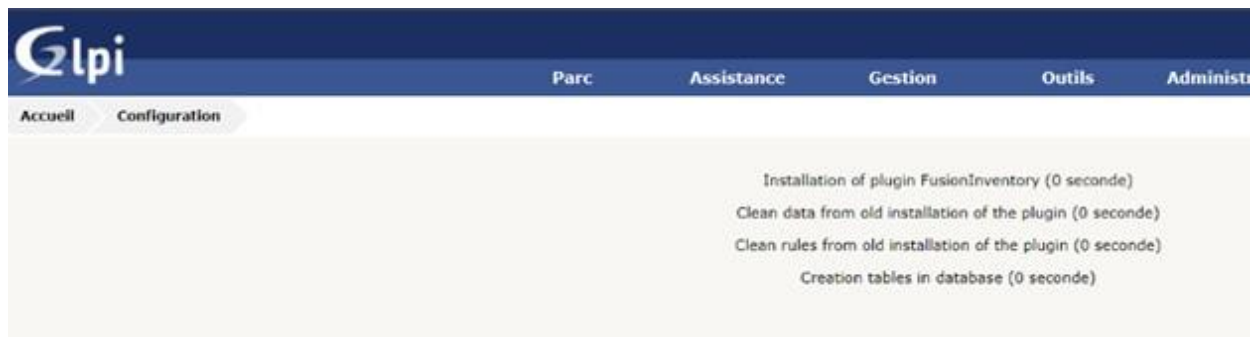 Glpi
Parc Assistance Gestion Outils Administr
Accueil Configuration
Installation of plugin FusionInventory (0 seconde)
Clean data from old installation of the plugin (0 seconde)
Clean rules from old installation of the plugin (0 seconde)
Creation tables in database (0 seconde)